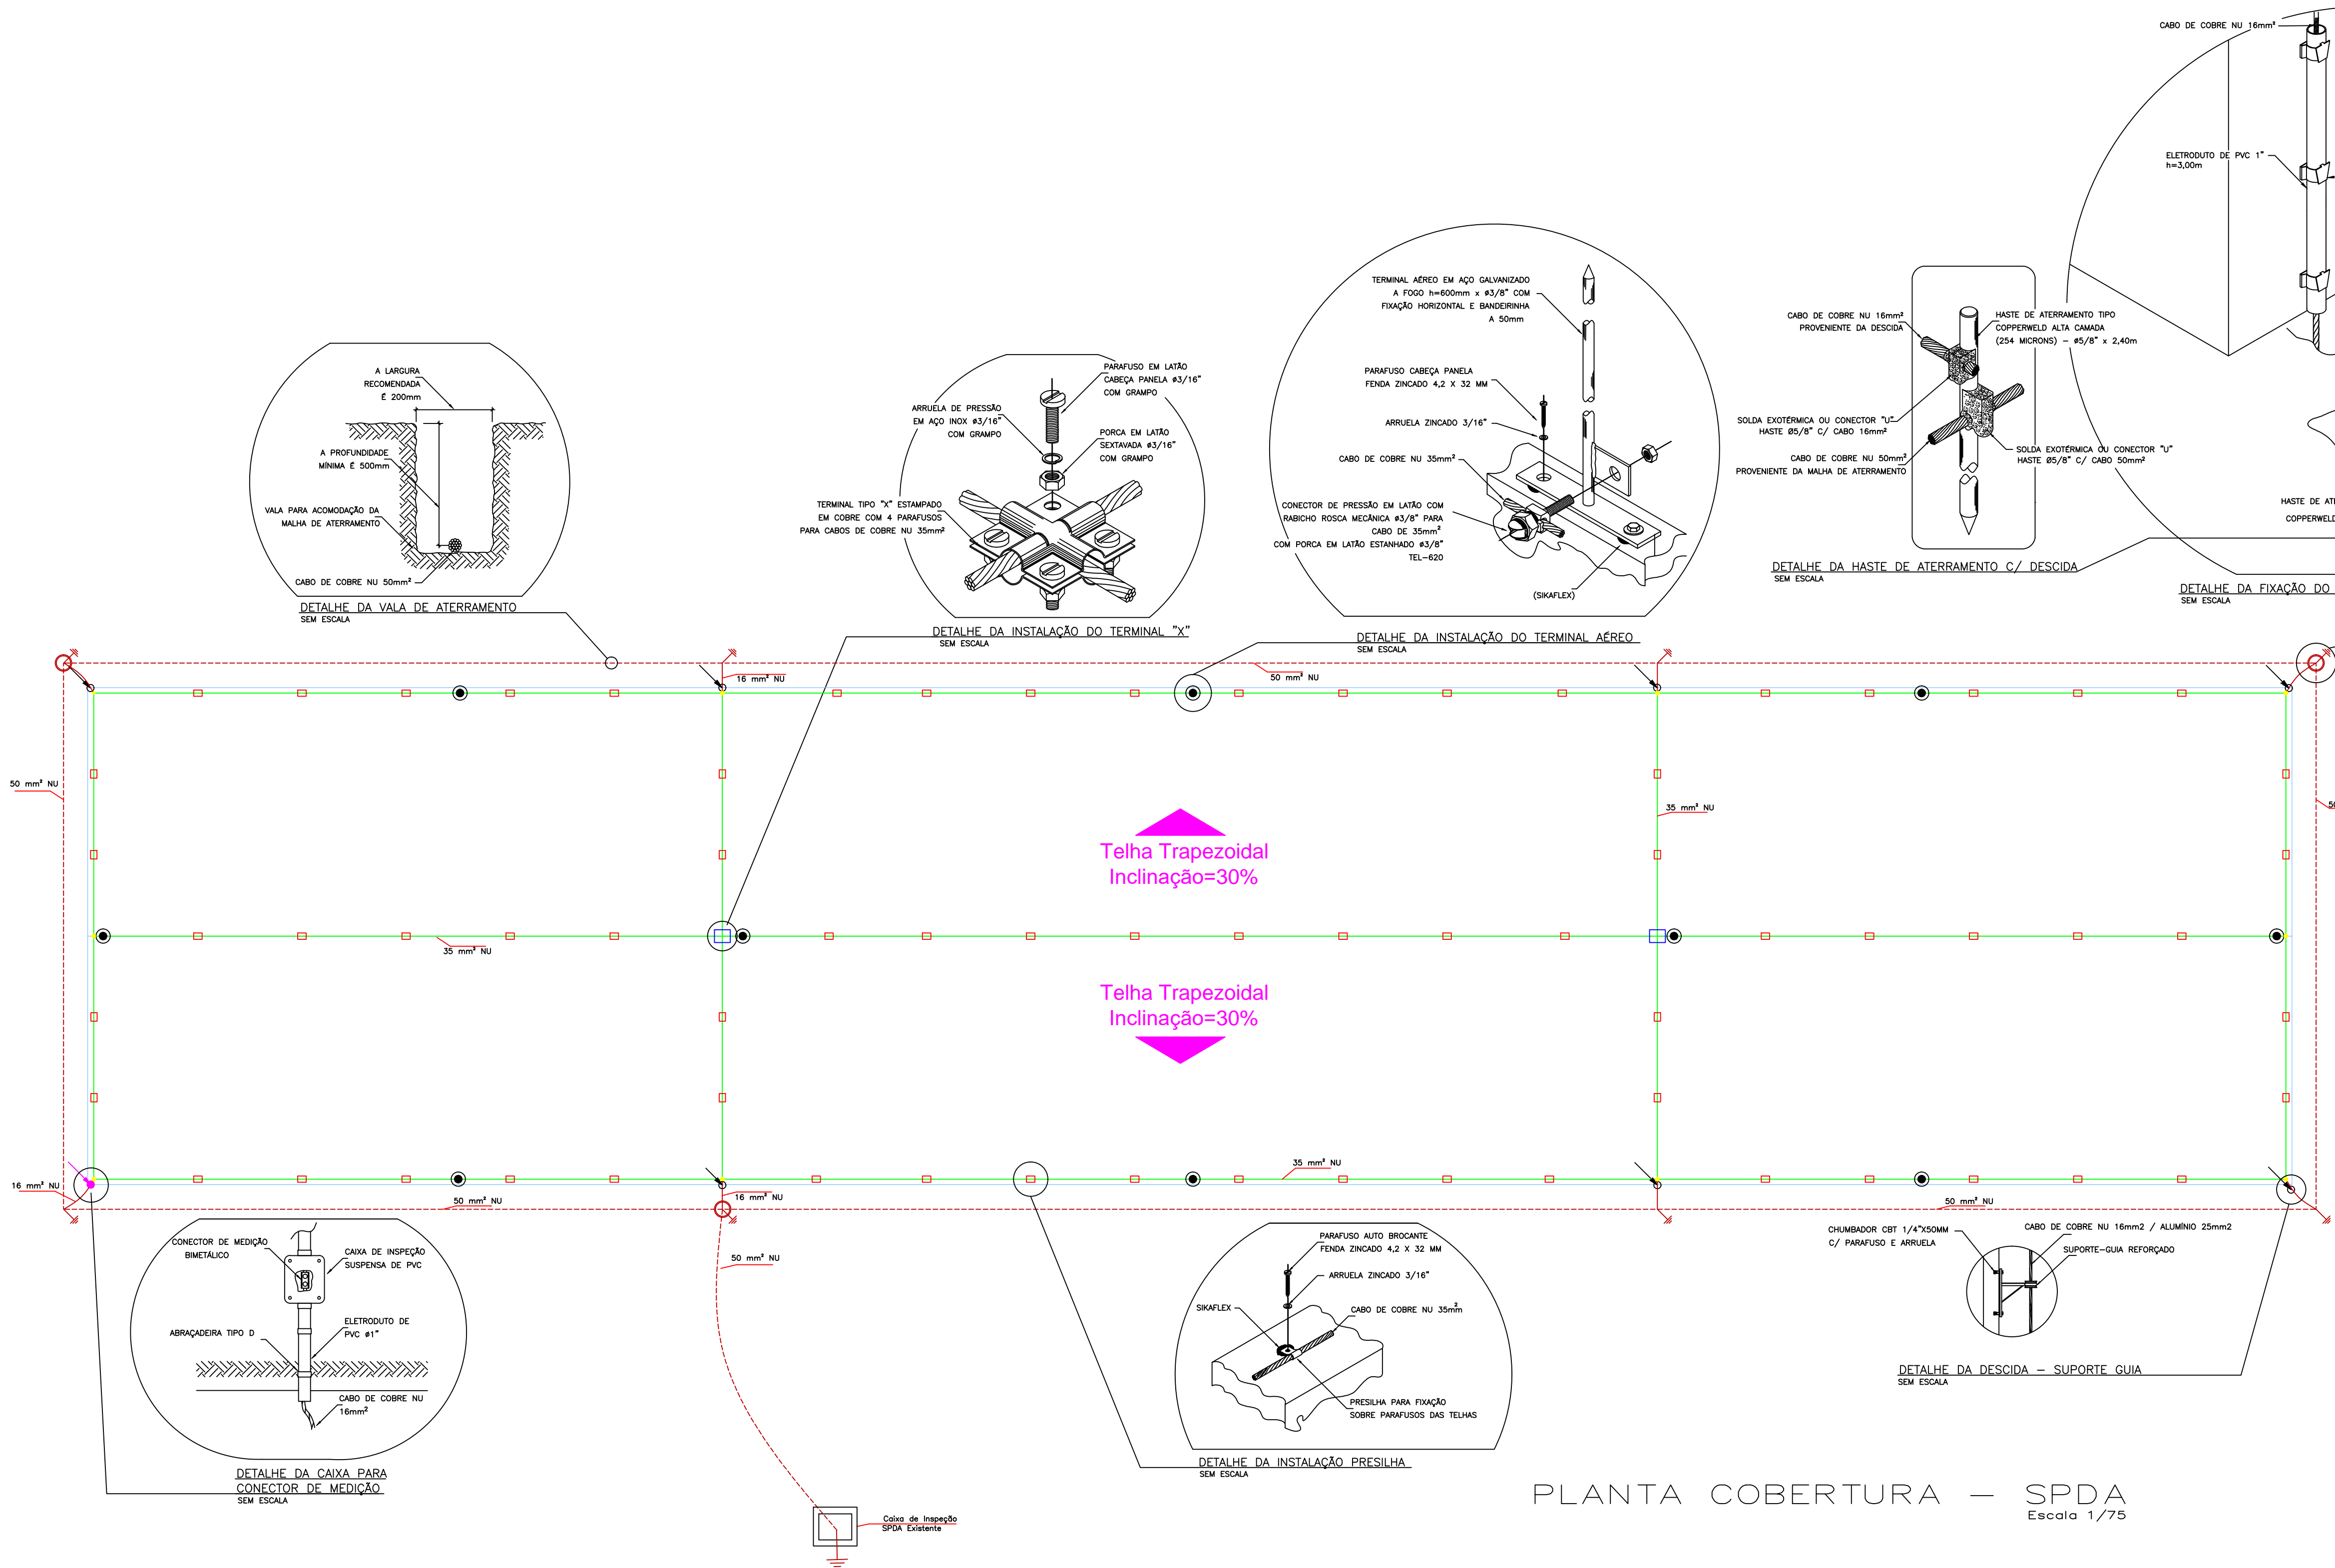 CABO DE COBRE NU 16mm²
ELETRODUTO DE PVC 1"
h=3,00m
HASTE DE ATE
COPPERWELD
DETALHE DA FIXAÇÃO DO
SEM ESCALA
A LARGURA
RECOMENDADA
É 200mm
A PROFUNDIDADE
MÍNIMA É 500mm
VALA PARA ACOMODAÇÃO DA
MALHA DE ATERRAMENTO
CABO DE COBRE NU 50mm²
DETALHE DA VALA DE ATERRAMENTO
SEM ESCALA
PARAFUSO EM LATÃO
CABEÇA PANELA ø3/16"
COM GRAMPO
ARRUELA DE PRESSÃO
EM AÇO INOX ø3/16"
COM GRAMPO
PORCA EM LATÃO
SEXTAVADA ø3/16"
COM GRAMPO
TERMINAL TIPO "X" ESTAMPADO
EM COBRE COM 4 PARAFUSOS
PARA CABOS DE COBRE NU 35mm²
DETALHE DA INSTALAÇÃO DO TERMINAL "X"
SEM ESCALA
TERMINAL AÉREO EM AÇO GALVANIZADO
A FOGO h=600mm x ø3/8" COM
FIXAÇÃO HORIZONTAL E BANDEIRINHA
A 50mm
PARAFUSO CABEÇA PANELA
FENDA ZINCADO 4,2 X 32 MM
ARRUELA ZINCADO 3/16"
CABO DE COBRE NU 35mm²
CONECTOR DE PRESSÃO EM LATÃO COM
RABICHO ROSCA MECÂNICA ø3/8" PARA
CABO DE 35mm²
COM PORCA EM LATÃO ESTANHADO ø3/8"
TEL-620
(SIKAFLEX)
DETALHE DA INSTALAÇÃO DO TERMINAL AÉREO
SEM ESCALA
CABO DE COBRE NU 16mm²
PROVENIENTE DA DESCIDA
HASTE DE ATERRAMENTO TIPO
COPPERWELD ALTA CAMADA
(254 MICRONS) - ø5/8" x 2,40m
SOLDA EXOTÉRMICA OU CONECTOR "U"
HASTE Ø5/8" C/ CABO 16mm²
SOLDA EXOTÉRMICA OU CONECTOR "U"
HASTE Ø5/8" C/ CABO 50mm²
CABO DE COBRE NU 50mm²
PROVENIENTE DA MALHA DE ATERRAMENTO
DETALHE DA HASTE DE ATERRAMENTO C/ DESCIDA
SEM ESCALA
16 mm² NU
50 mm² NU
50 mm² NU
35 mm² NU
50
Telha Trapezoidal
Inclinação=30%
35 mm² NU
Telha Trapezoidal
Inclinação=30%
35 mm² NU
16 mm² NU
50 mm² NU
16 mm² NU
50 mm² NU
50 mm² NU
CONECTOR DE MEDIÇÃO
BIMETÁLICO
CAIXA DE INSPEÇÃO
SUSPENSA DE PVC
ABRAÇADEIRA TIPO D
ELETRODUTO DE
PVC ø1"
CABO DE COBRE NU
16mm²
DETALHE DA CAIXA PARA
CONECTOR DE MEDIÇÃO
SEM ESCALA
PARAFUSO AUTO BROCANTE
FENDA ZINCADO 4,2 X 32 MM
ARRUELA ZINCADO 3/16"
SIKAFLEX
CABO DE COBRE NU 35mm²
PRESILHA PARA FIXAÇÃO
SOBRE PARAFUSOS DAS TELHAS
DETALHE DA INSTALAÇÃO PRESILHA
SEM ESCALA
CHUMBADOR CBT 1/4"X50MM
C/ PARAFUSO E ARRUELA
CABO DE COBRE NU 16mm2 / ALUMÍNIO 25mm2
SUPORTE-GUIA REFORÇADO
DETALHE DA DESCIDA - SUPORTE GUIA
SEM ESCALA
Caixa de Inspeção
SPDA Existente
PLANTA COBERTURA - SPDA
Escala 1/75